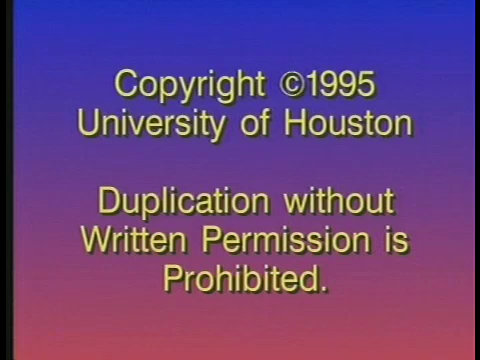 Copyright ©1995
University of Houston
Duplication without
Written Permission is
Prohibited.